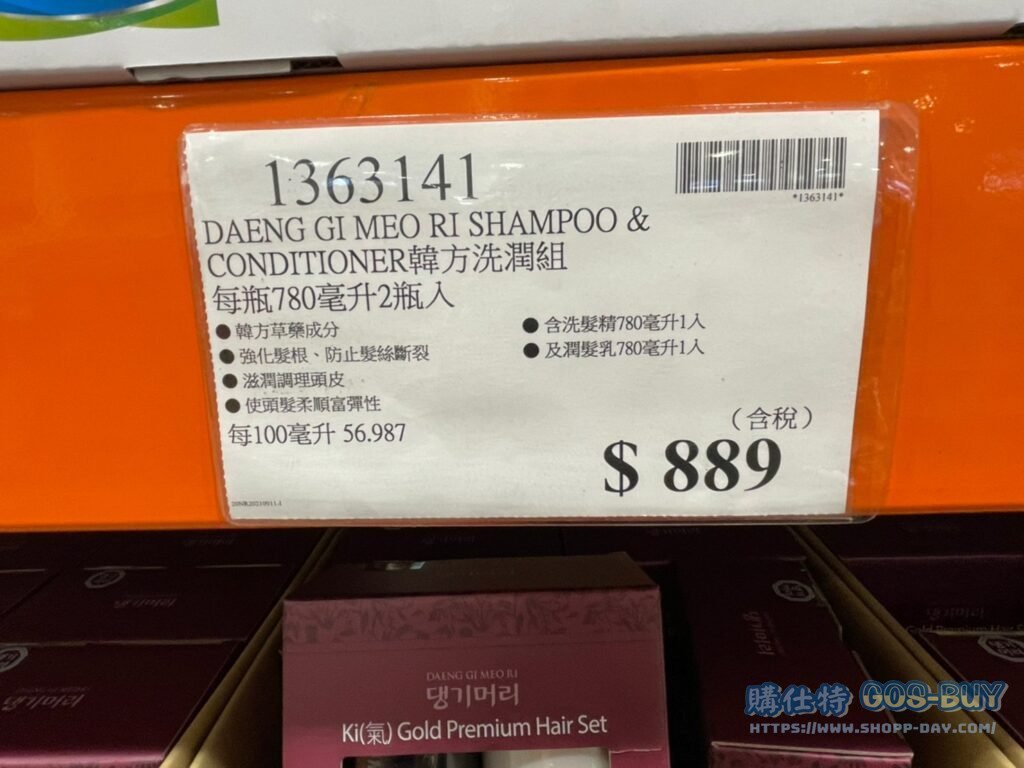 1363141
*1363141*
DAENG GI MEO RI SHAMPOO &
CONDITIONER韓方洗潤組
每瓶780毫升2瓶入
● 韓方草藥成分
● 強化髮根、防止髮絲斷裂
● 滋潤調理頭皮
● 使頭髮柔順富彈性
● 含洗髮精780毫升1入
● 及潤髮乳780毫升1入
每100毫升 56.987
（含稅）
$ 889
DAENG GI MEO RI
댕기머리
Ki(氣) Gold Premium Hair Set
댕기머리
購仕特 GOS-BUY
HTTPS://WWW.SHOPP-DAY.COM/